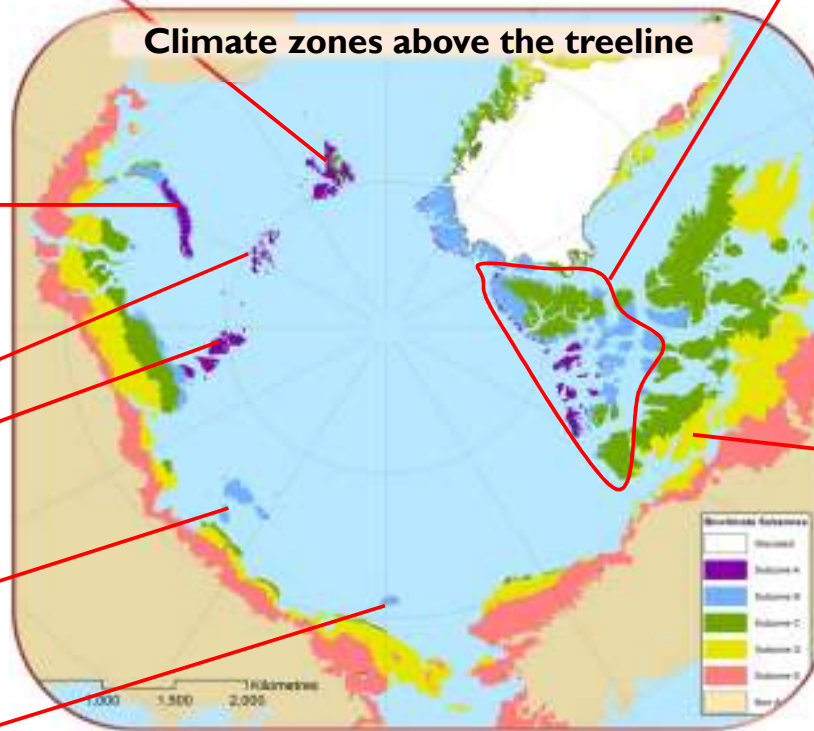 Climate zones above the treeline
Kilometres
1,000 1,500 2,000
Bioclimate Subzones
Glaciated
Subzone A
Subzone B
Subzone C
Subzone D
Subzone E